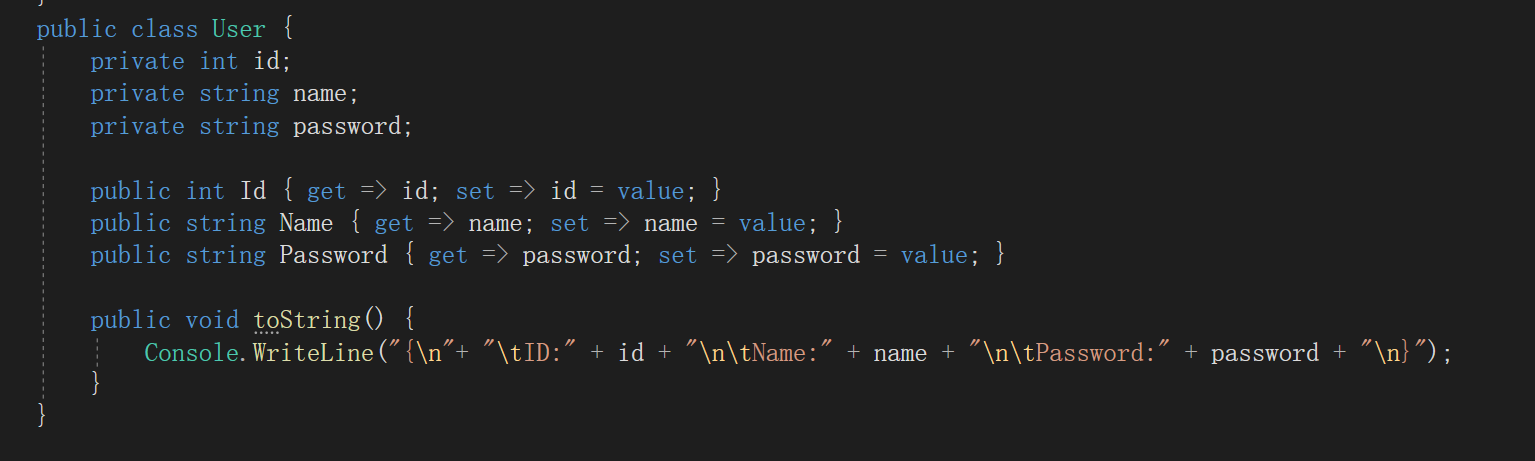 }
public class User {
private int id;
private string name;
private string password;
public int Id { get => id; set => id = value; }
public string Name { get => name; set => name = value; }
public string Password { get => password; set => password = value; }
public void toString() {
Console.WriteLine("{\n"+ "\tID:" + id + "\n\tName:" + name + "\n\tPassword:" + password + "\n}");
}
}